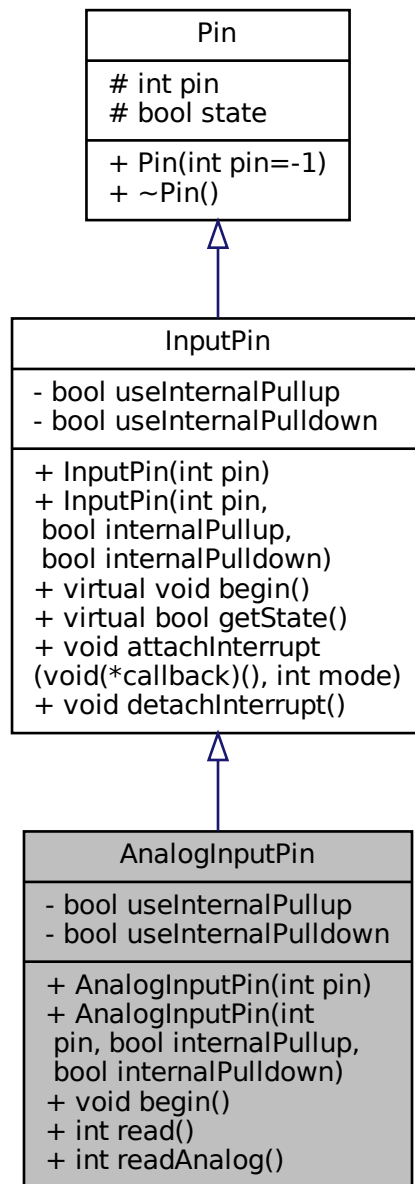 Pin
# int pin
# bool state
+ Pin(int pin=-1)
+ ~Pin()
InputPin
- bool useInternalPullup
- bool useInternalPulldown
+ InputPin(int pin)
+ InputPin(int pin,
bool internalPullup,
bool internalPulldown)
+ virtual void begin()
+ virtual bool getState()
+ void attachInterrupt
(void(*callback)(), int mode)
+ void detachInterrupt()
AnalogInputPin
- bool useInternalPullup
- bool useInternalPulldown
+ AnalogInputPin(int pin)
+ AnalogInputPin(int
pin, bool internalPullup,
bool internalPulldown)
+ void begin()
+ int read()
+ int readAnalog()